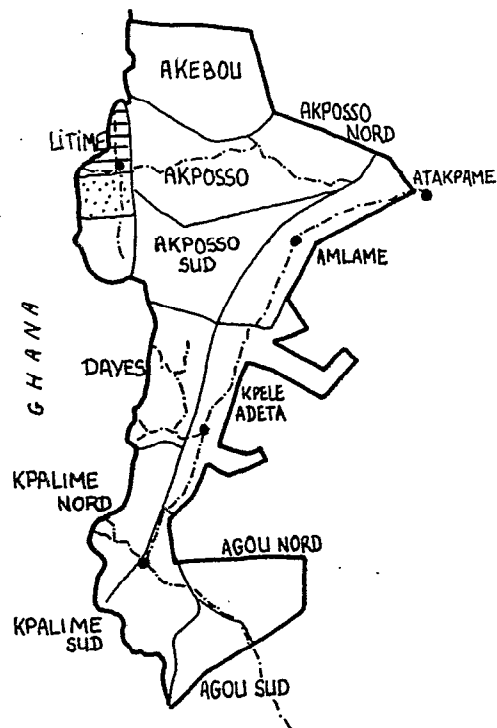 AKEBOU
AKPOSSO
NORD
LiTiME
AKPOSSO
ATAKPAME
AKPOSSO
SUD
AMLAME
GHANA
DAYES
KPELE
ADETA
KPALIME
NORD
AGOU NORD
KPALIME
SUD
AGOU SUD